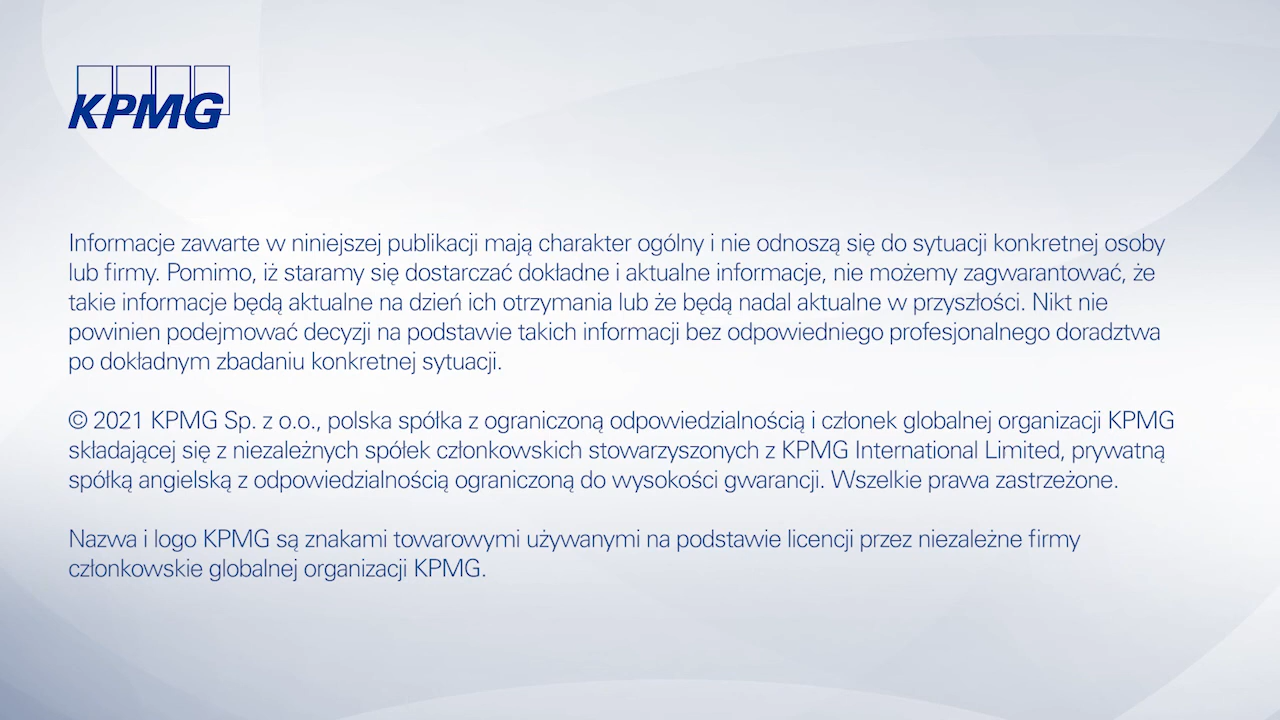 KPMG
Informacje zawarte w niniejszej publikacji mają charakter ogólny i nie odnoszą się do sytuacji konkretnej osoby
lub firmy. Pomimo, iż staramy się dostarczać dokładne i aktualne informacje, nie możemy zagwarantować, że
takie informacje będą aktualne na dzień ich otrzymania lub że będą nadal aktualne w przyszłości. Nikt nie
powinien podejmować decyzji na podstawie takich informacji bez odpowiedniego profesjonalnego doradztwa
po dokładnym zbadaniu konkretnej sytuacji.
© 2021 KPMG Sp. z o.o., polska spółka z ograniczoną odpowiedzialnością i członek globalnej organizacji KPMG
składającej się z niezależnych spółek członkowskich stowarzyszonych z KPMG International Limited, prywatną
spółką angielską z odpowiedzialnością ograniczoną do wysokości gwarancji. Wszelkie prawa zastrzeżone.
Nazwa i logo KPMG są znakami towarowymi używanymi na podstawie licencji przez niezależne firmy
członkowskie globalnej organizacji KPMG.